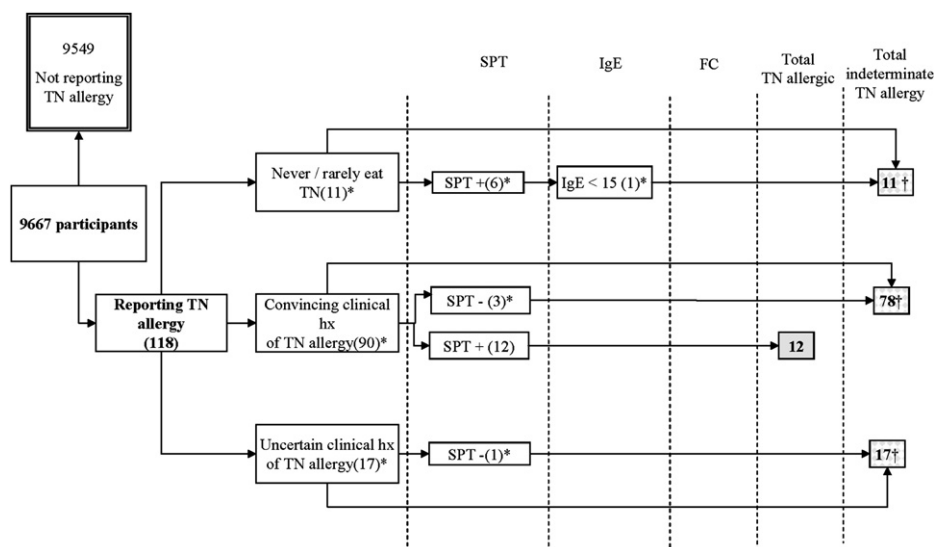 9549
Not reporting
TN allergy
SPT
IgE
FC
Total
TN allergic
Total
indeterminate
TN allergy
Never / rarely eat
TN(11)*
SPT +(6)*
IgE < 15 (1)*
11 †
9667 participants
Reporting TN
allergy
(118)
Convincing clinical
hx
of TN allergy(90)*
SPT - (3)*
78†
SPT + (12)
12
Uncertain clinical hx
of TN allergy(17)*
SPT -(1)*
17†